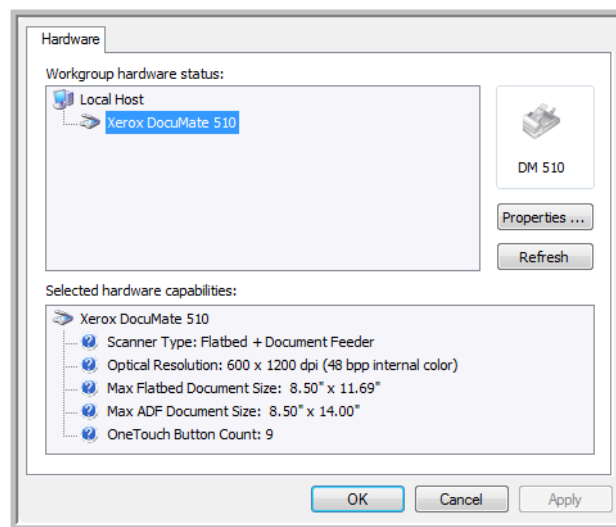 Hardware
Workgroup hardware status:
Local Host
Xerox DocuMate 510
DM 510
Properties ...
Refresh
Selected hardware capabilities:
Xerox DocuMate 510
Scanner Type: Flatbed + Document Feeder
Optical Resolution: 600 x 1200 dpi (48 bpp internal color)
Max Flatbed Document Size:  8.50" x 11.69"
Max ADF Document Size:  8.50" x 14.00"
OneTouch Button Count: 9
OK Cancel Apply